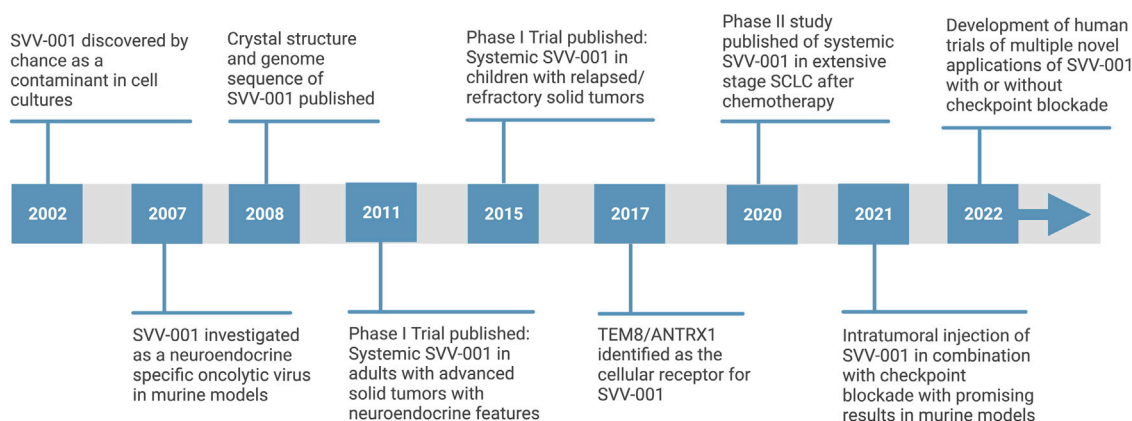 SVV-001 discovered by
chance as a
contaminant in cell
cultures
Crystal structure
and genome
sequence of
SVV-001 published
Phase I Trial published:
Systemic SVV-001 in
children with relapsed/
refractory solid tumors
Phase II study
published of systemic
SVV-001 in extensive
stage SCLC after
chemotherapy
Development of human
trials of multiple novel
applications of SVV-001
with or without
checkpoint blockade
2002
2007
2008
2011
2015
2017
2020
2021
2022
SVV-001 investigated
as a neuroendocrine
specific oncolytic virus
in murine models
Phase I Trial published:
Systemic SVV-001 in
adults with advanced
solid tumors with
neuroendocrine features
TEM8/ANTRX1
identified as the
cellular receptor for
SVV-001
Intratumoral injection of
SVV-001 in combination
with checkpoint
blockade with promising
results in murine models